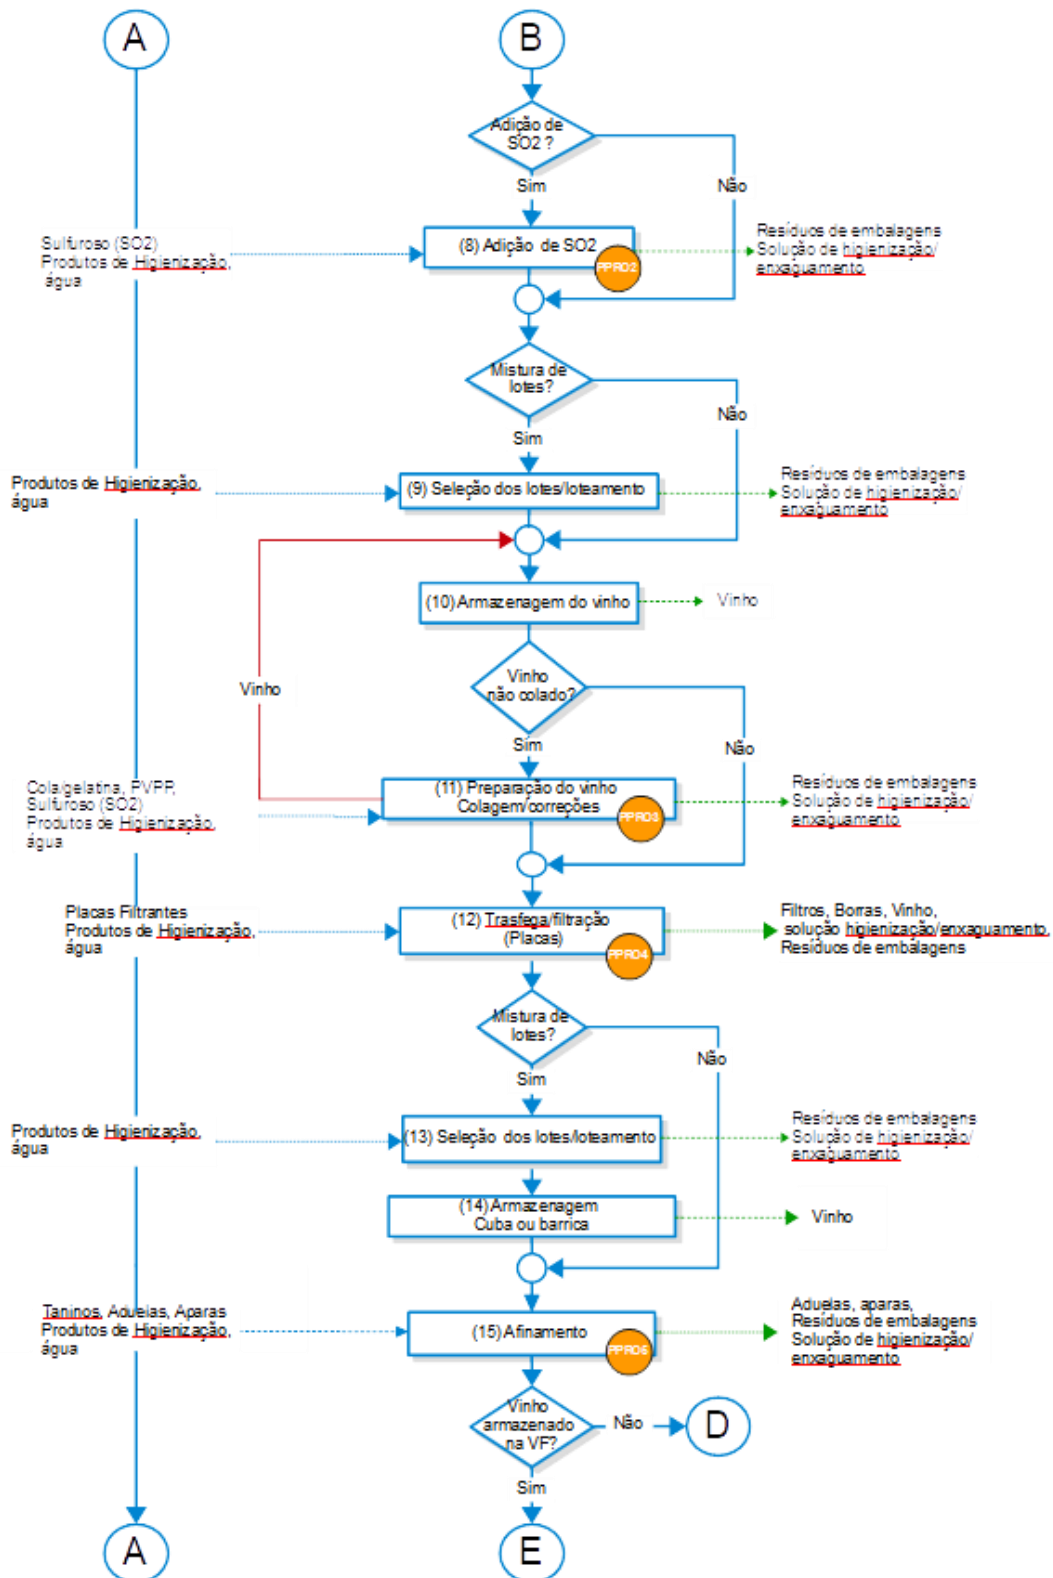 A
B
Adição de
SO2 ?
Sim
Não
Sulfuroso (SO2)
Produtos de Higienização,
água
(8) Adição de SO2
PPRO2
Resíduos de embalagens
Solução de higienização/
enxaguamento
Mistura de
lotes?
Não
Sim
Produtos de Higienização,
água
(9) Seleção dos lotes/loteamento
Resíduos de embalagens
Solução de higienização/
enxaguamento
(10) Armazenagem do vinho
Vinho
Vinho
Vinho
não colado?
Sim
Não
Cola/gelatina, PVPP,
Sulfuroso (SO2)
Produtos de Higienização,
água
(11) Preparação do vinho
Colagem/correções
PPRO3
Resíduos de embalagens
Solução de higienização/
enxaguamento
Placas Filtrantes
Produtos de Higienização,
água
(12) Trasfega/filtração
(Placas)
PPRO4
Filtros, Borras, Vinho,
solução higienização/enxaguamento,
Resíduos de embalagens
Mistura de
lotes?
Não
Sim
Produtos de Higienização,
água
(13) Seleção dos lotes/loteamento
Resíduos de embalagens
Solução de higienização/
enxaguamento
(14) Armazenagem
Cuba ou barrica
Vinho
Taninos, Aduelas, Aparas
Produtos de Higienização,
água
(15) Afinamento
PPRO5
Aduelas, aparas,
Resíduos de embalagens
Solução de higienização/
enxaguamento
Vinho
armazenado
na VF?
Não
D
Sim
A
E